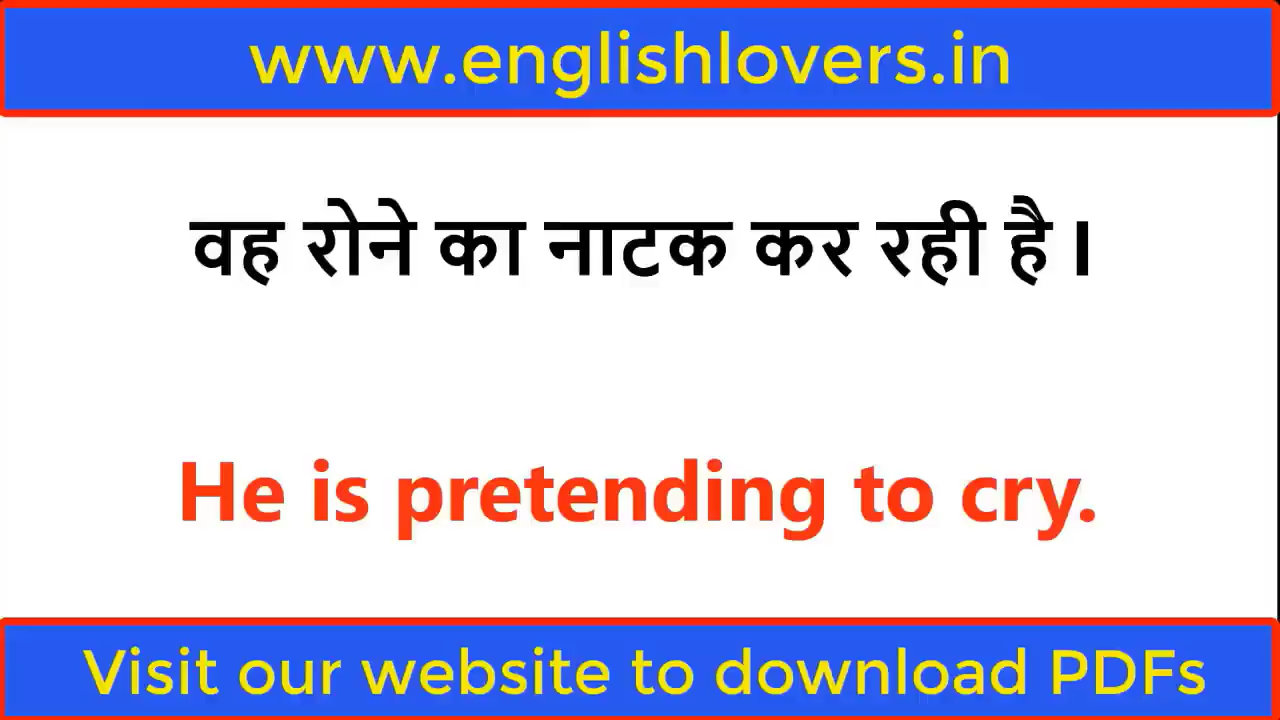 www.englishlovers.in
वह रोने का नाटक कर रही है ।
He is pretending to cry.
Visit our website to download PDFs